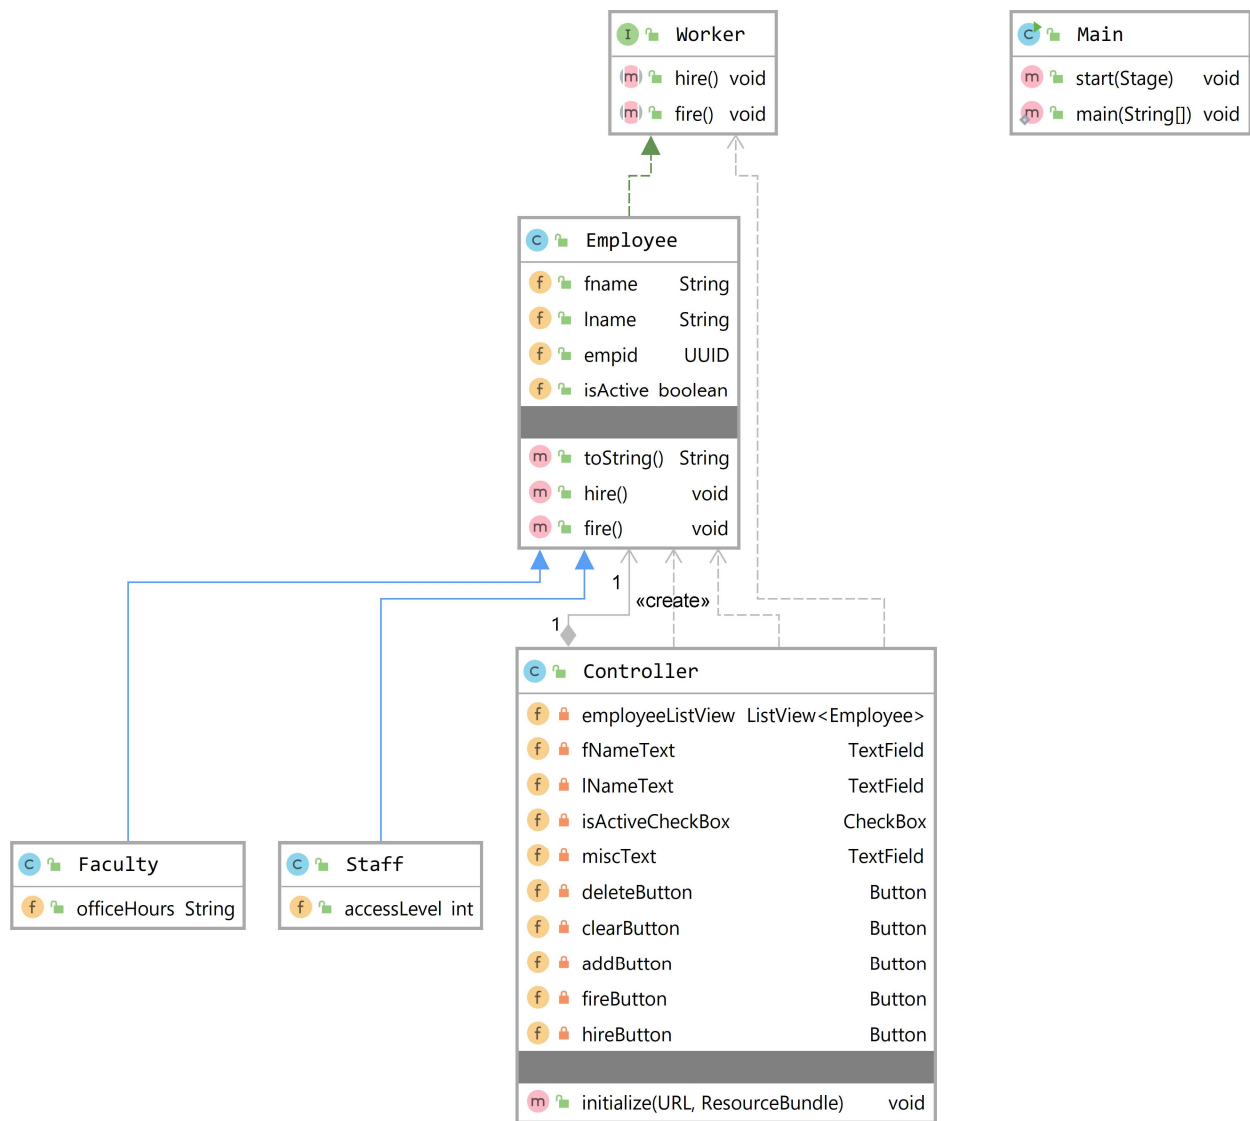 Worker
hire() void
fire() void
Main
start(Stage) void
main(String[]) void
Employee
fname String
lname String
empid UUID
isActive boolean
toString() String
hire() void
fire() void
1
«create»
1
Controller
employeeListView ListView<Employee>
fNameText TextField
lNameText TextField
isActiveCheckBox CheckBox
miscText TextField
deleteButton Button
clearButton Button
addButton Button
fireButton Button
hireButton Button
initialize(URL, ResourceBundle) void
Faculty
officeHours String
Staff
accessLevel int